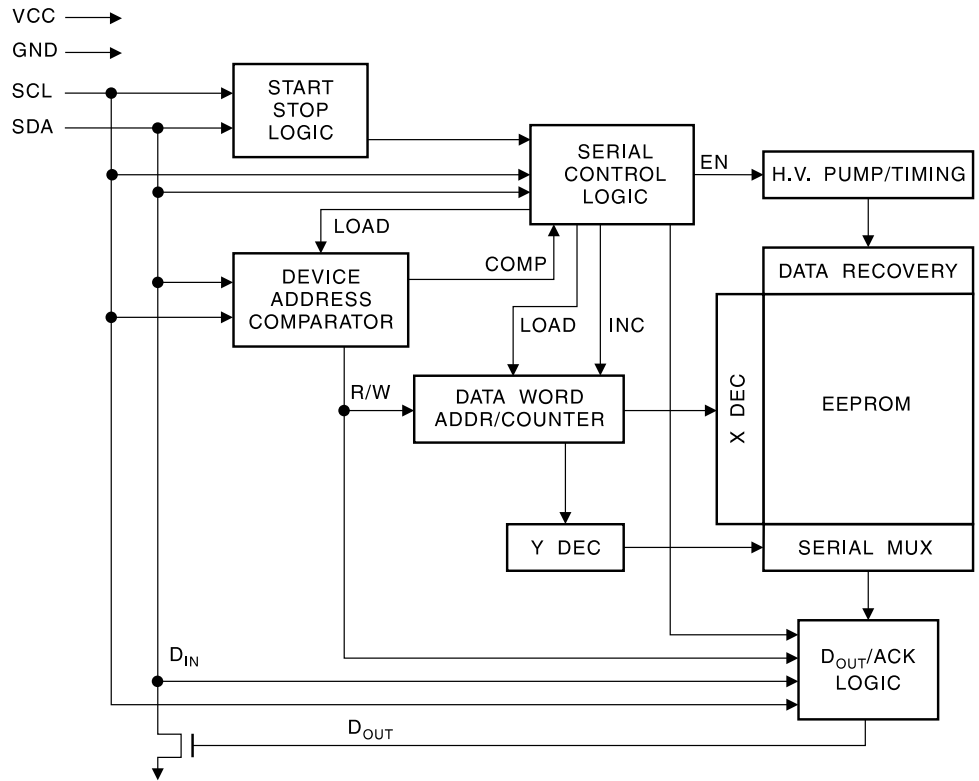 VCC
GND
SCL
SDA
START
STOP
LOGIC
SERIAL
CONTROL
LOGIC
EN
H.V. PUMP/TIMING
LOAD
COMP
DEVICE
ADDRESS
COMPARATOR
DATA RECOVERY
LOAD
INC
R/W
DATA WORD
ADDR/COUNTER
X DEC
EEPROM
Y DEC
SERIAL MUX
DIN
DOUT/ACK
LOGIC
DOUT